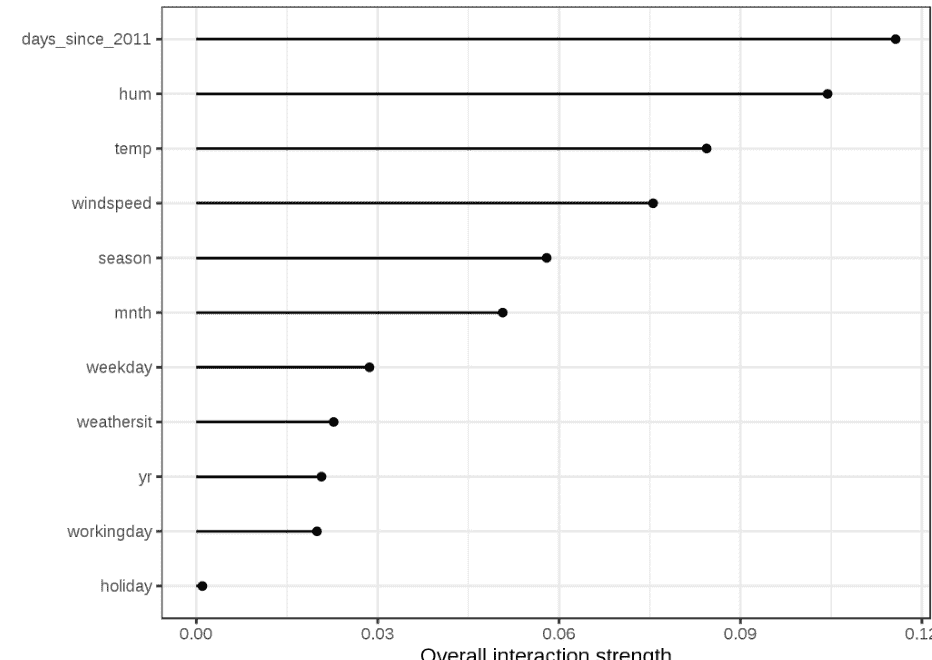 days_since_2011
hum
temp
windspeed
season
mnth
weekday
weathersit
yr
workingday
holiday
0.00 0.03 0.06 0.09 0.12
Overall interaction strength